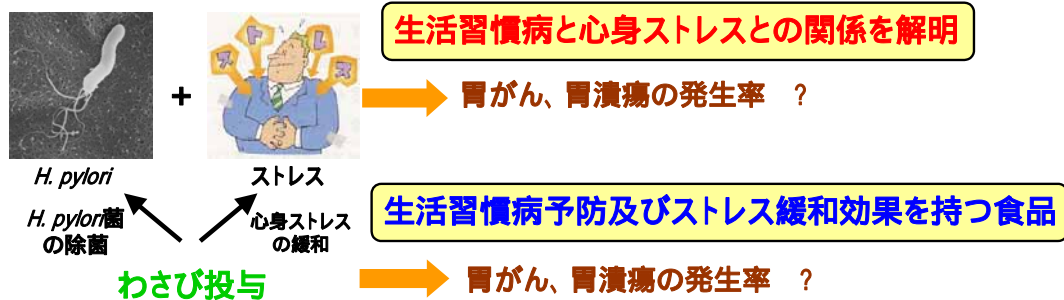 ストレス
生活習慣病と心身ストレスとの関係を解明
+
胃がん、胃潰瘍の発生率 ?
H. pylori
ストレス
H. pylori菌
の除菌
心身ストレス
の緩和
生活習慣病予防及びストレス緩和効果を持つ食品
わさび投与
胃がん、胃潰瘍の発生率 ?